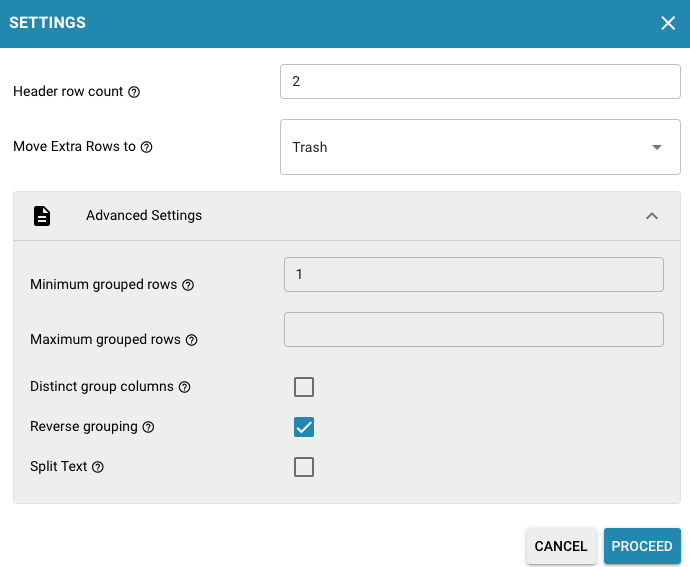 SETTINGS
Header row count
2
Move Extra Rows to
Trash
Advanced Settings
Minimum grouped rows
1
Maximum grouped rows
Distinct group columns
Reverse grouping
Split Text
CANCEL PROCEED